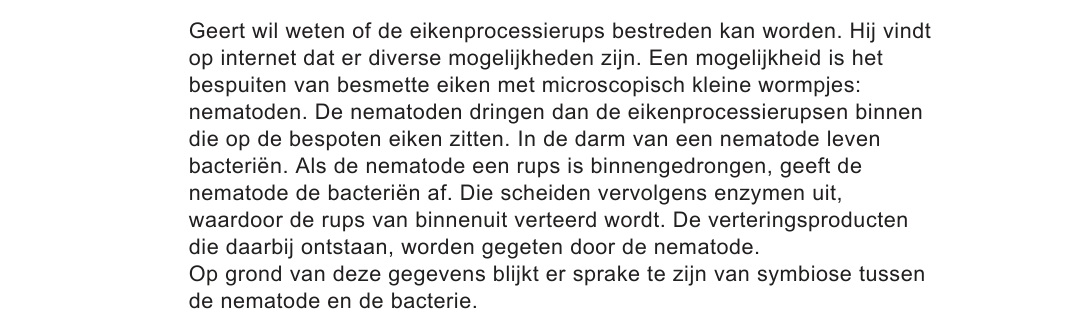 Geert wil weten of de eikenprocessierups bestreden kan worden. Hij vindt
op internet dat er diverse mogelijkheden zijn. Een mogelijkheid is het
bespuiten van besmette eiken met microscopisch kleine wormpjes:
nematoden. De nematoden dringen dan de eikenprocessierupsen binnen
die op de bespoten eiken zitten. In de darm van een nematode leven
bacteriën. Als de nematode een rups is binnengedrongen, geeft de
nematode de bacteriën af. Die scheiden vervolgens enzymen uit,
waardoor de rups van binnenuit verteerd wordt. De verteringsproducten
die daarbij ontstaan, worden gegeten door de nematode.
Op grond van deze gegevens blijkt er sprake te zijn van symbiose tussen
de nematode en de bacterie.